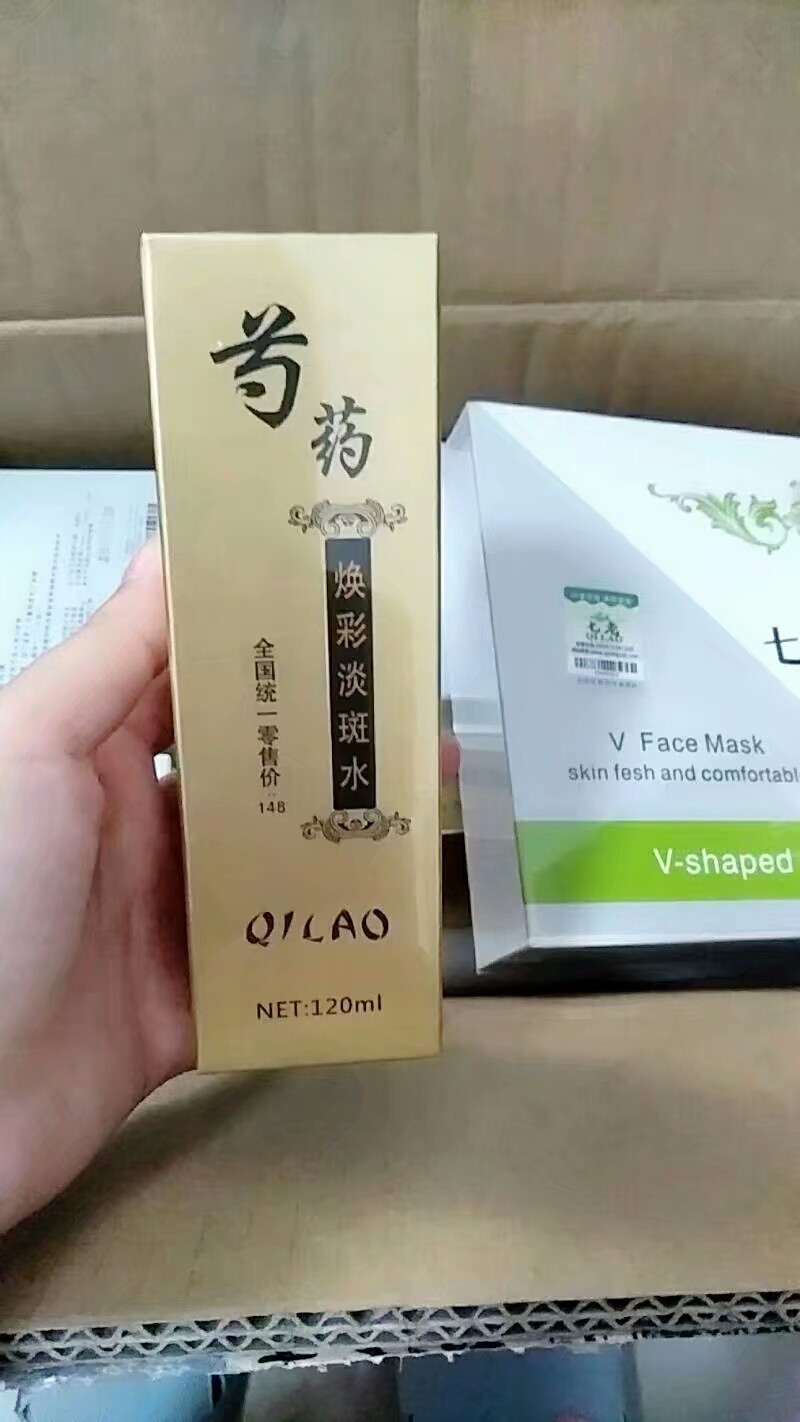 芍药
焕彩淡斑水
全国统一零售价:148
QILAO
NET:120ml
七老
QILAO
七
V Face Mask
skin fesh and comfortabl
V-shaped